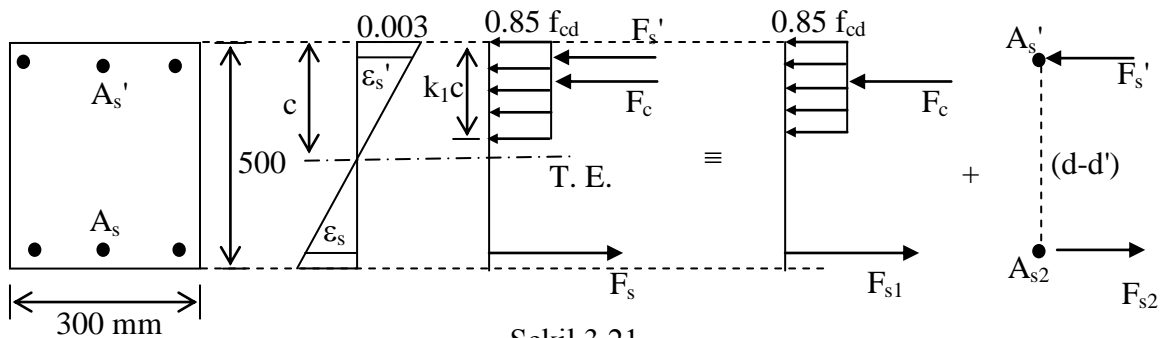 0.003
0.85 f_cd
F_s'
0.85 f_cd
A_s'
ε_s'
A_s'
c
k_1c
F_c
F_c
F_s'
500
T. E.
≡
+
(d-d')
A_s
ε_s
F_s
F_s1
A_s2
F_s2
300 mm